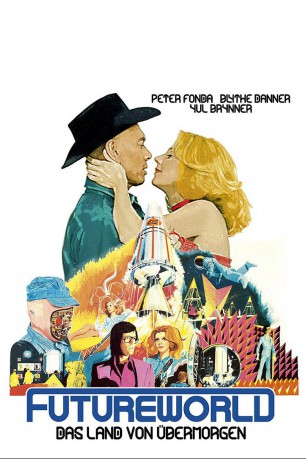 PETER FONDA BLYTHE DANNER
YUL BRYNNER
FUTUREWORLD
DAS LAND VON ÜBERMORGEN